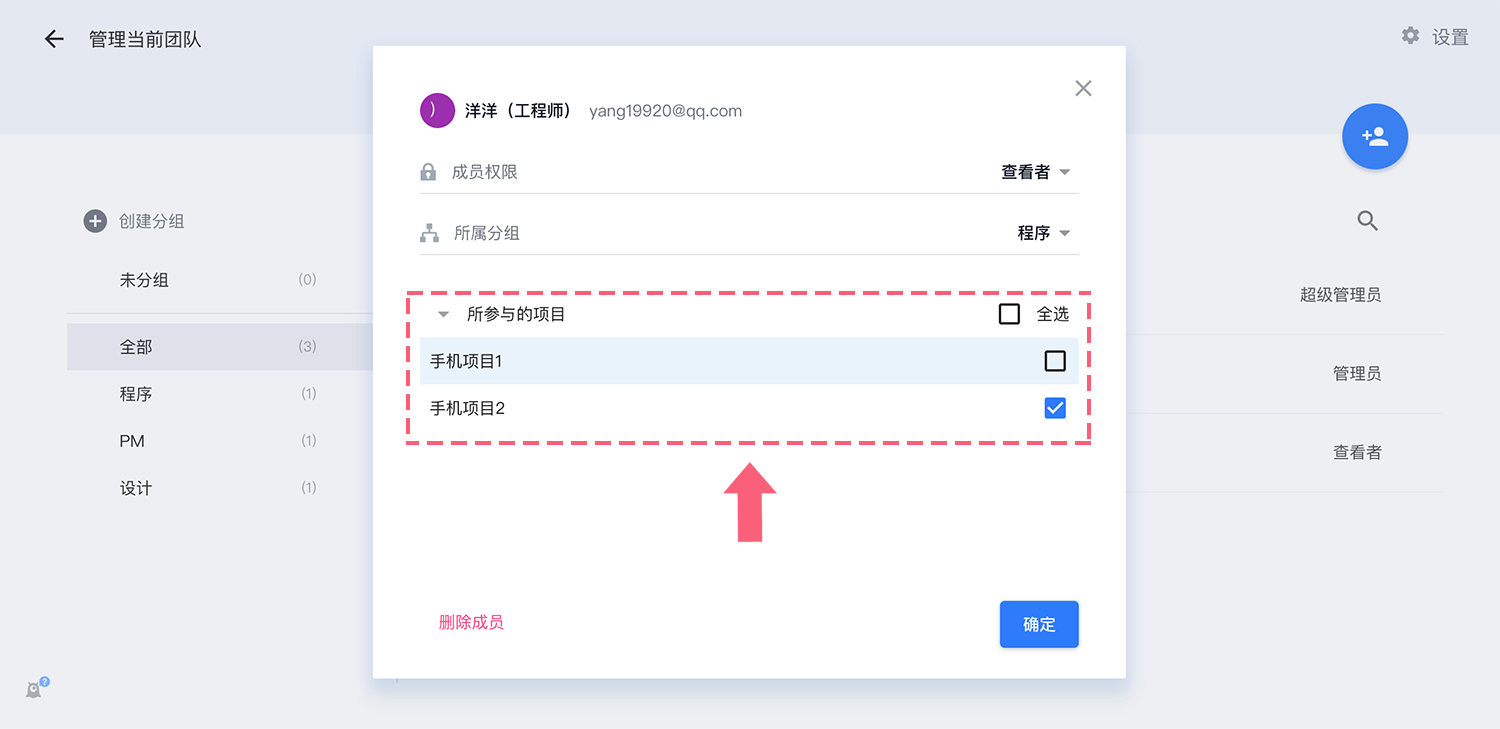 管理当前团队
设置
洋洋（工程师） yang19920@qq.com
成员权限 查看者
所属分组 程序
所参与的项目 全选
手机项目1
手机项目2
删除成员
确定
创建分组
未分组 (0)
全部 (3)
程序 (1)
PM (1)
设计 (1)
超级管理员
管理员
查看者
?